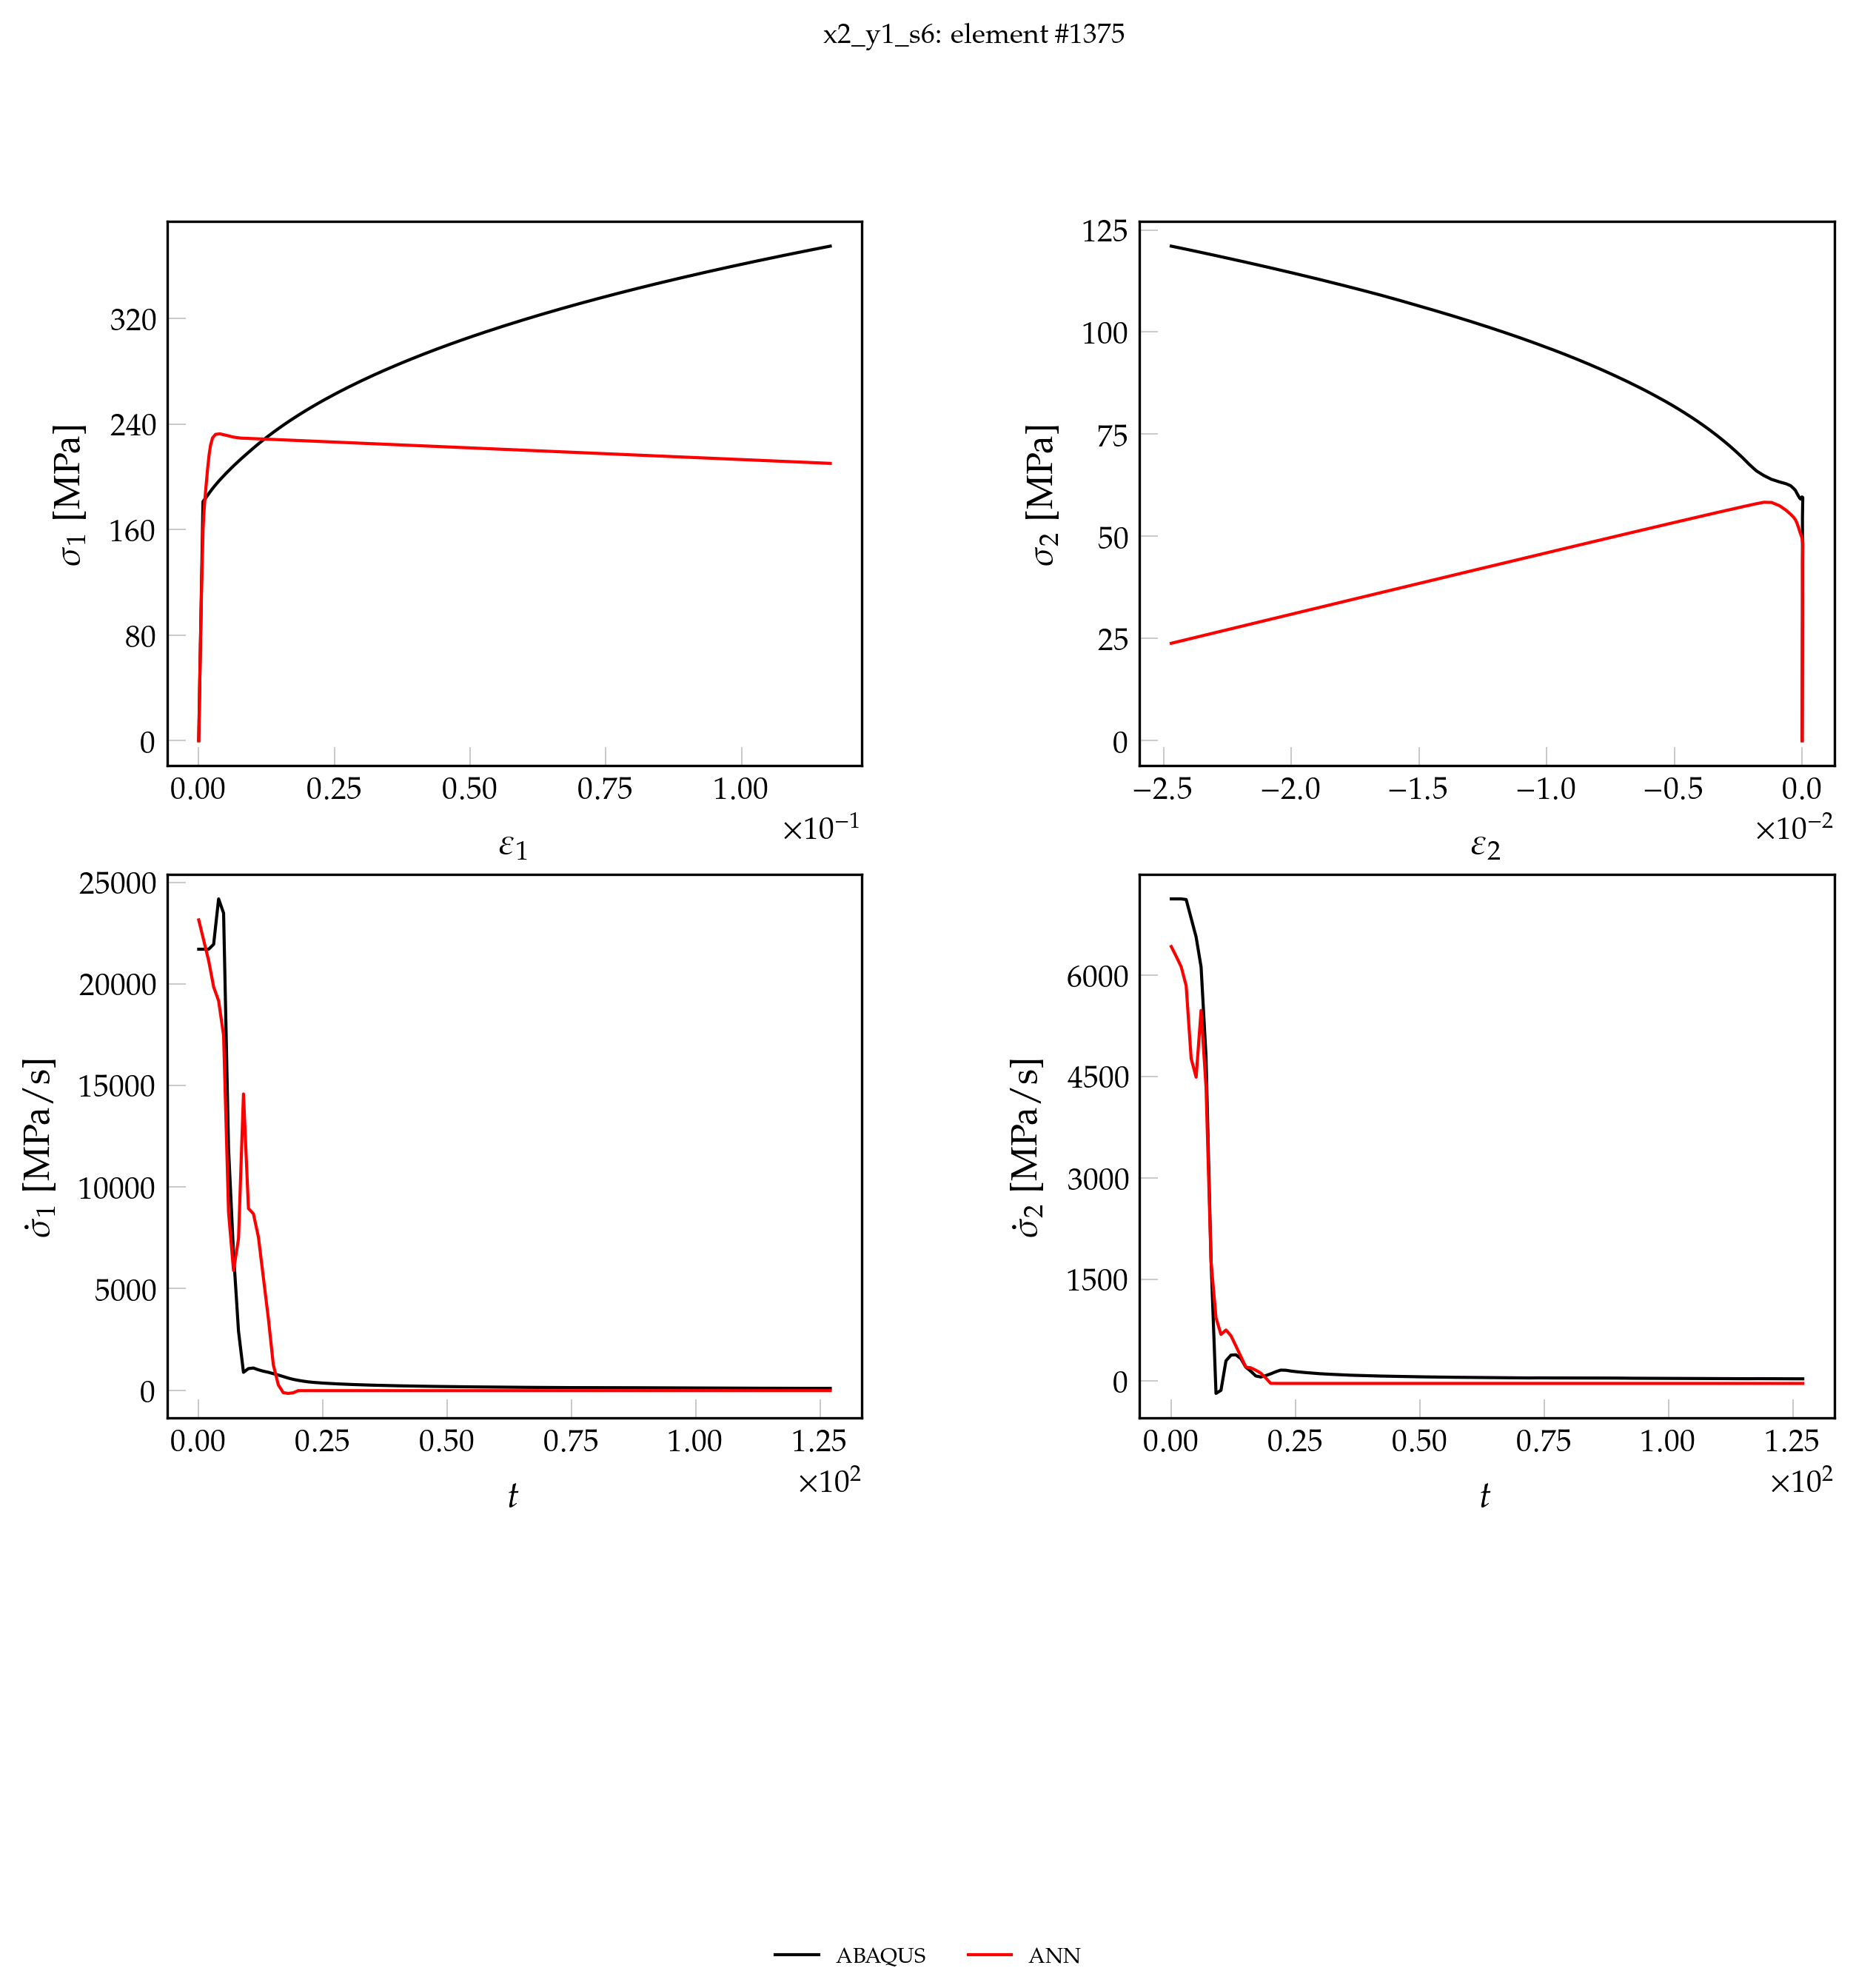 x2_y1_s6: element #1375
σ1 [MPa]
320
240
160
80
0
0.00 0.25 0.50 0.75 1.00
×10−1
ε1
σ2 [MPa]
125
100
75
50
25
0
−2.5 −2.0 −1.5 −1.0 −0.5 0.0
×10−2
ε2
σ̇1 [MPa/s]
25000
20000
15000
10000
5000
0
0.00 0.25 0.50 0.75 1.00 1.25
×102
t
σ̇2 [MPa/s]
6000
4500
3000
1500
0
0.00 0.25 0.50 0.75 1.00 1.25
×102
t
ABAQUS ANN